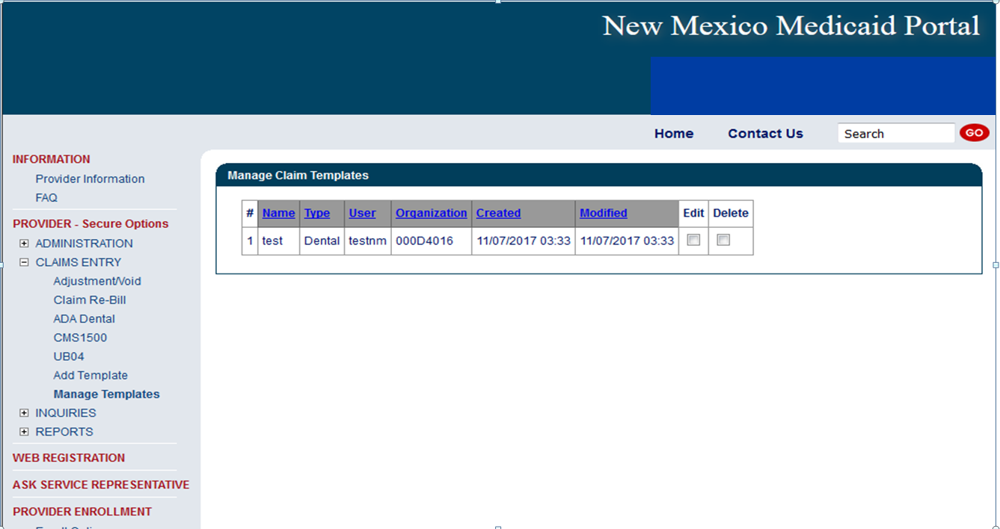 New Mexico Medicaid Portal
Home Contact Us Search GO
INFORMATION
Provider Information
FAQ
PROVIDER - Secure Options
ADMINISTRATION
CLAIMS ENTRY
Adjustment/Void
Claim Re-Bill
ADA Dental
CMS1500
UB04
Add Template
Manage Templates
INQUIRIES
REPORTS
WEB REGISTRATION
ASK SERVICE REPRESENTATIVE
PROVIDER ENROLLMENT
Manage Claim Templates
# Name Type User Organization Created Modified Edit Delete
1 test Dental testnm 000D4016 11/07/2017 03:33 11/07/2017 03:33